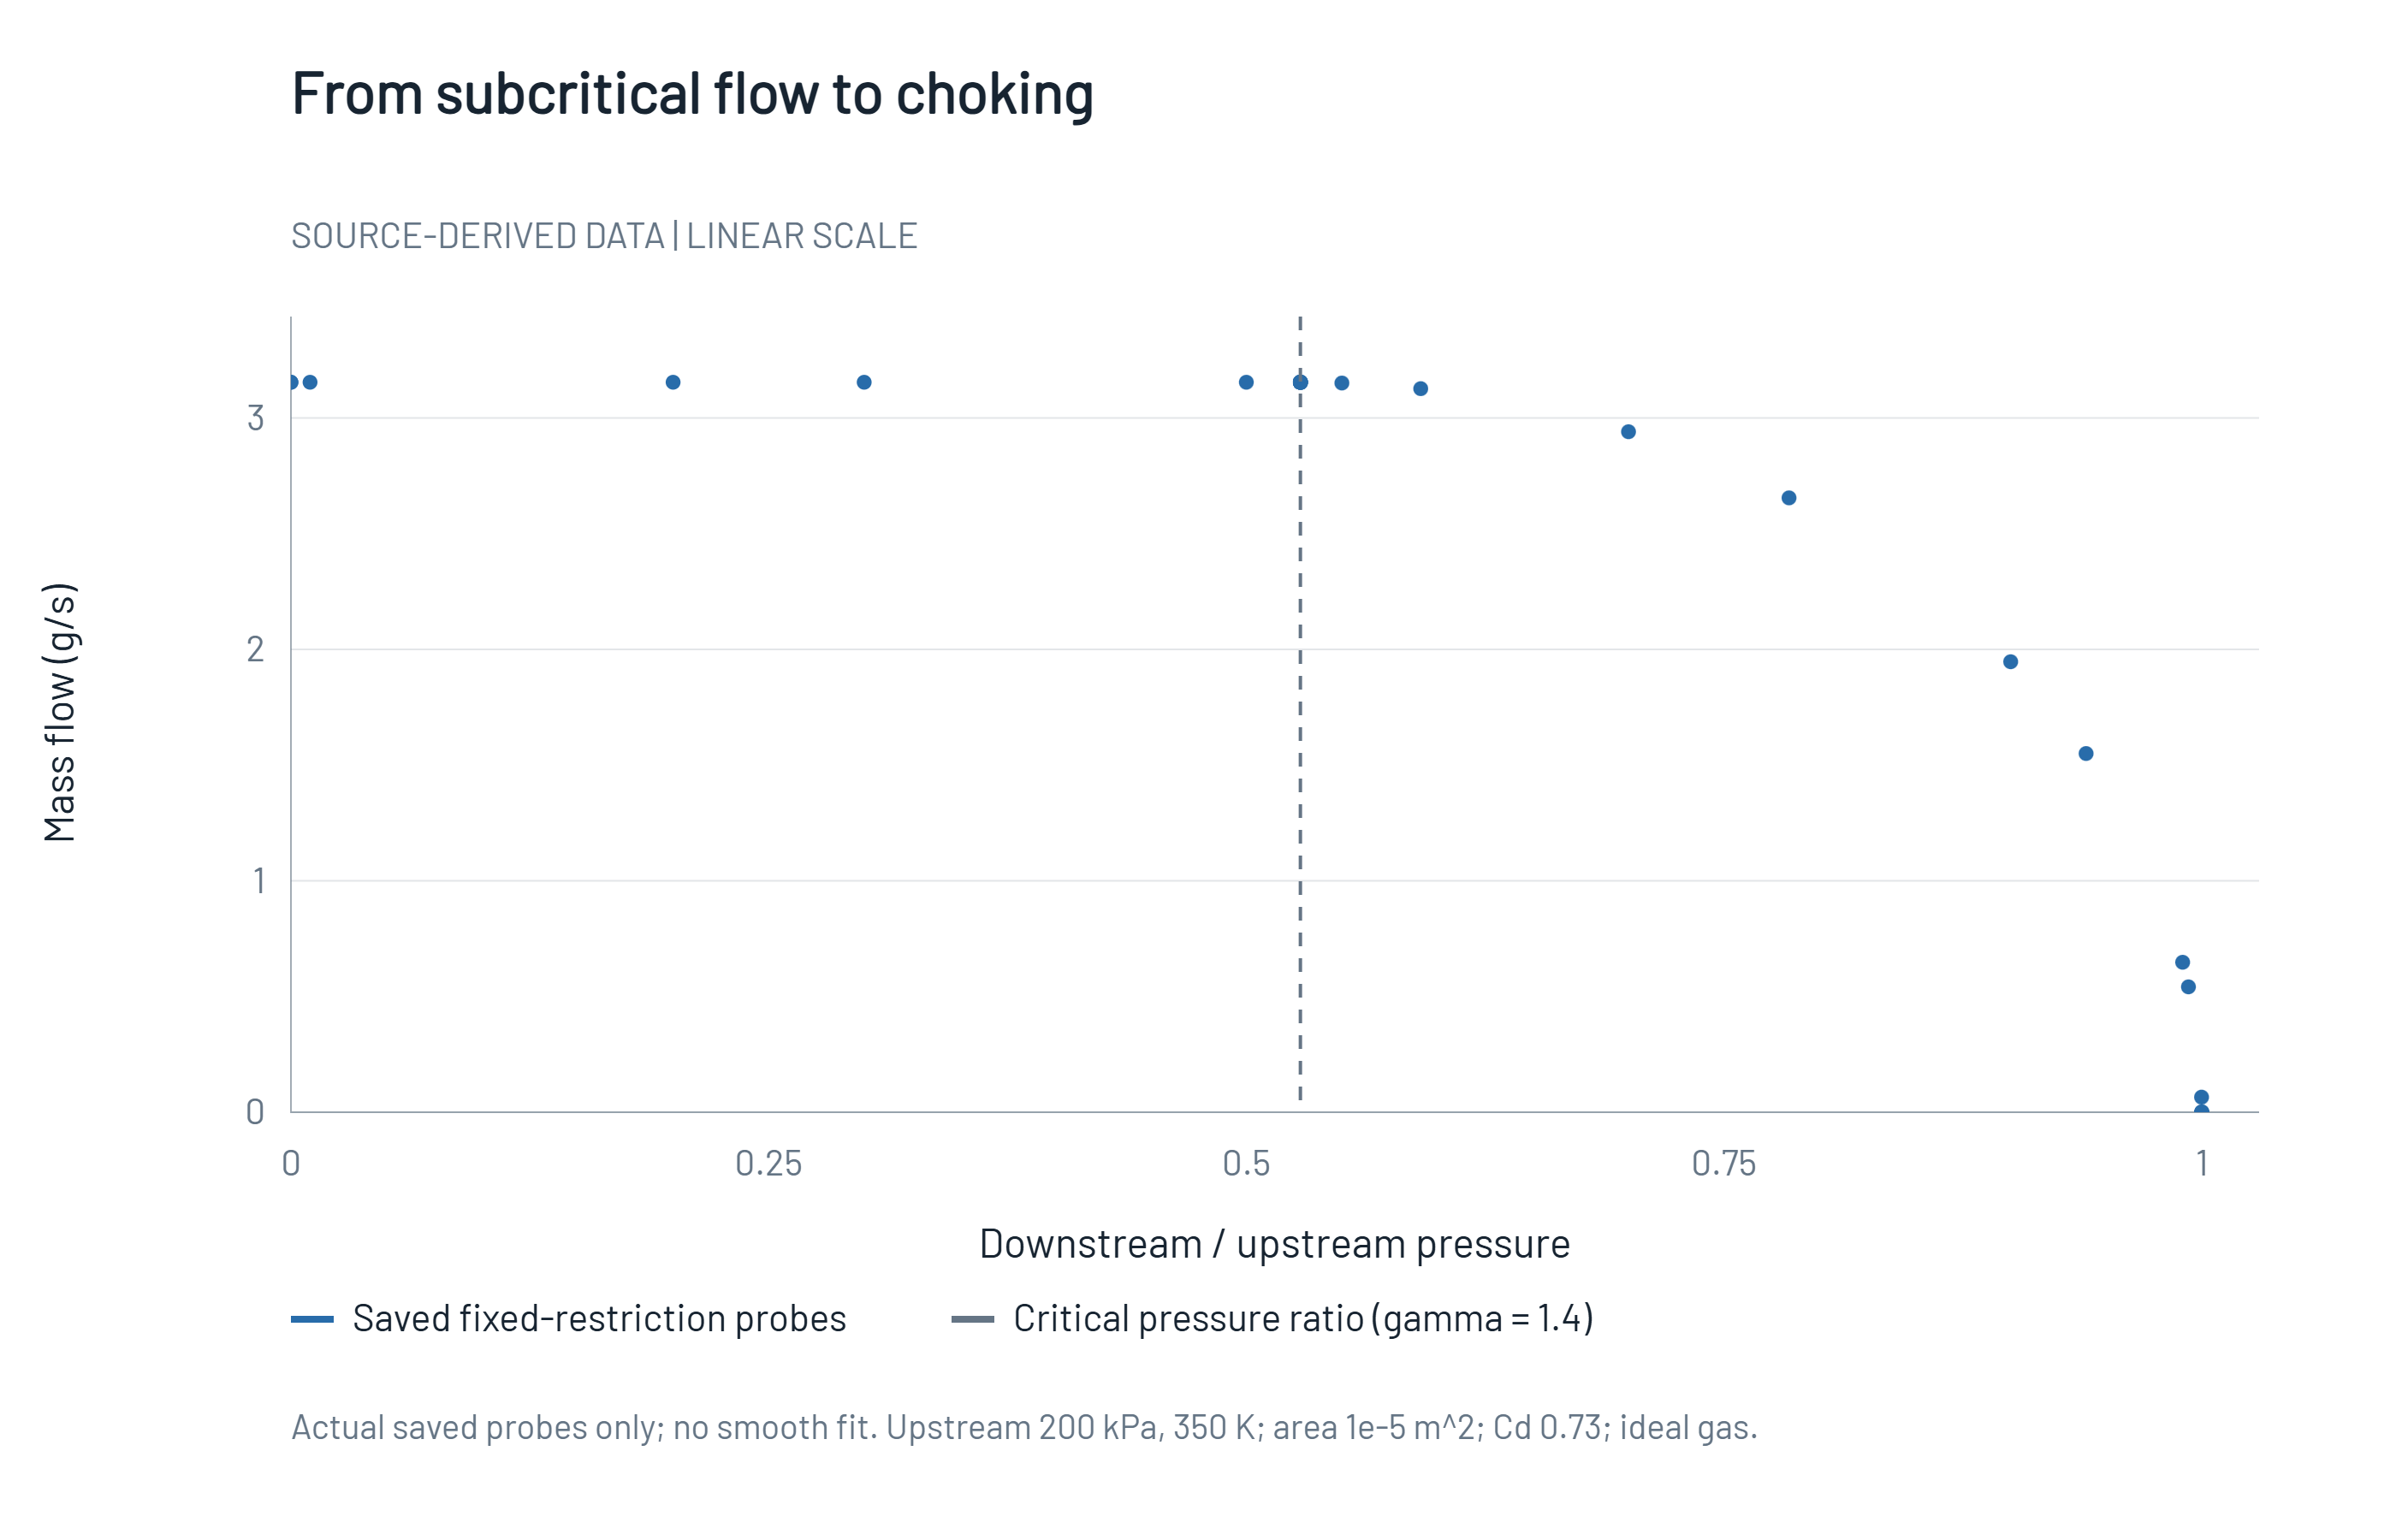 From subcritical flow to choking
SOURCE-DERIVED DATA | LINEAR SCALE
Mass flow (g/s)
3
2
1
0
0 0.25 0.5 0.75 1
Downstream / upstream pressure
Saved fixed-restriction probes Critical pressure ratio (gamma = 1.4)
Actual saved probes only; no smooth fit. Upstream 200 kPa, 350 K; area 1e-5 m^2; Cd 0.73; ideal gas.